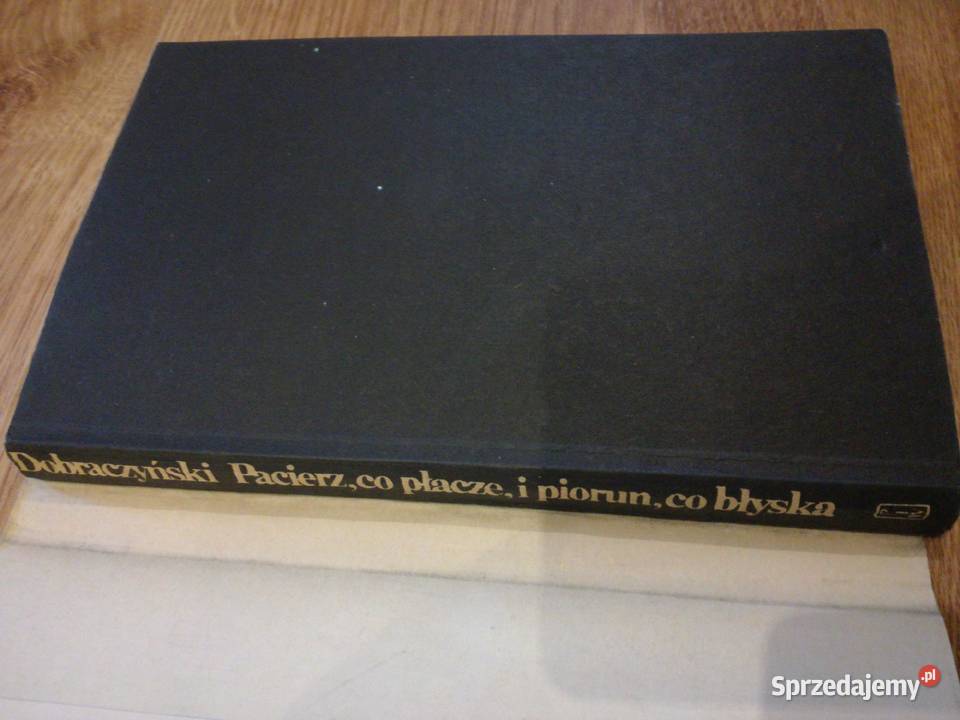 Dobraczyński Pacierz, co płacze, i piorun, co błyska
Sprzedajemy.pl